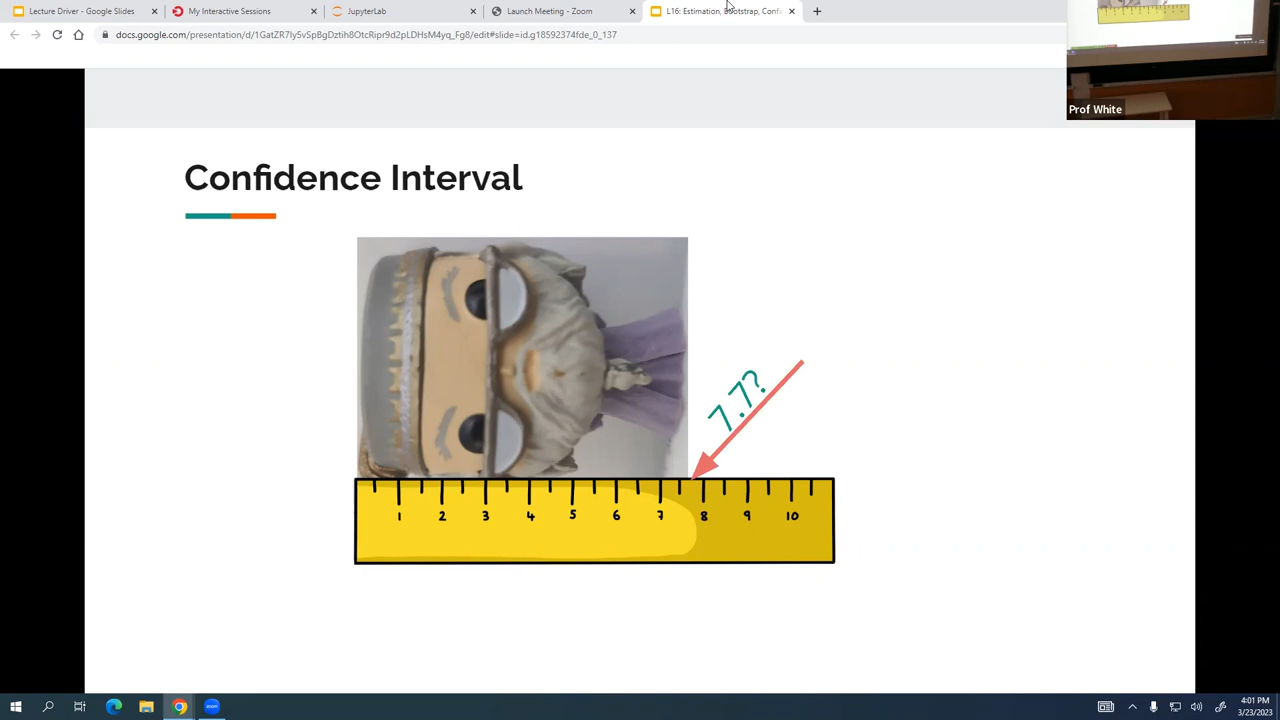 Lecture Driver - Google Slides
My Interactive Sessions
JupyterLab
Launch Meeting - Zoom
L16: Estimation, Bootstrap, Confi
docs.google.com/presentation/d/1GatZR7Iy5vSpBgDztih8OtcRipr9d2pLDHsM4yq_Fg8/edit#slide=id.g18592374fde_0_137
Prof White
Confidence Interval
7.7?
1 2 3 4 5 6 7 8 9 10
zoom
4:01 PM
3/23/2023